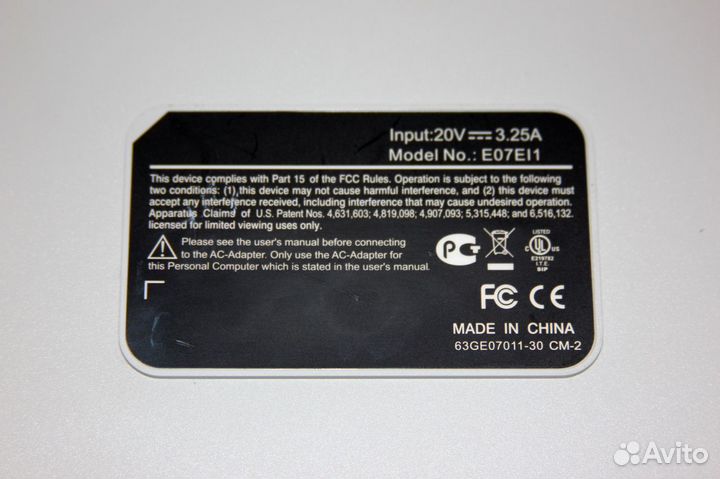 Input:20V⎓3.25A
Model No.: E07EI1
This device complies with Part 15 of the FCC Rules. Operation is subject to the following
two conditions: (1) this device may not cause harmful interference, and (2) this device must
accept any interference received, including interference that may cause undesired operation.
Apparatus Claims of U.S. Patent Nos. 4,631,603; 4,819,098; 4,907,093; 5,315,448; and 6,516,132.
licensed for limited viewing uses only.
Please see the user's manual before connecting
to the AC-Adapter. Only use the AC-Adapter for
this Personal Computer which is stated in the user's manual.
LISTED
C UL US
E219782
I.T.E.
FC CE
MADE IN CHINA
63GE07011-30 CM-2
Avito